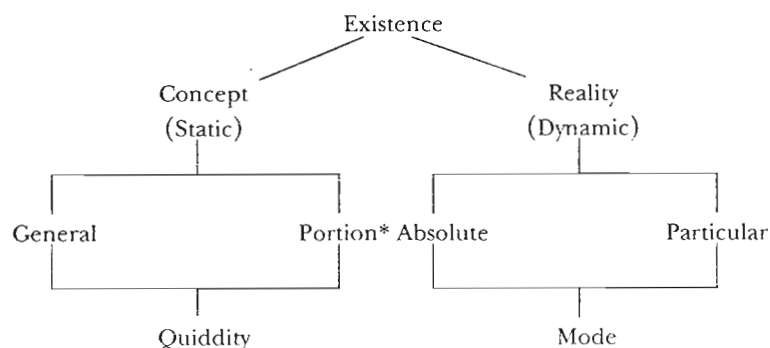 Existence
Concept Reality
(Static) (Dynamic)
General Portion* Absolute Particular
Quiddity Mode